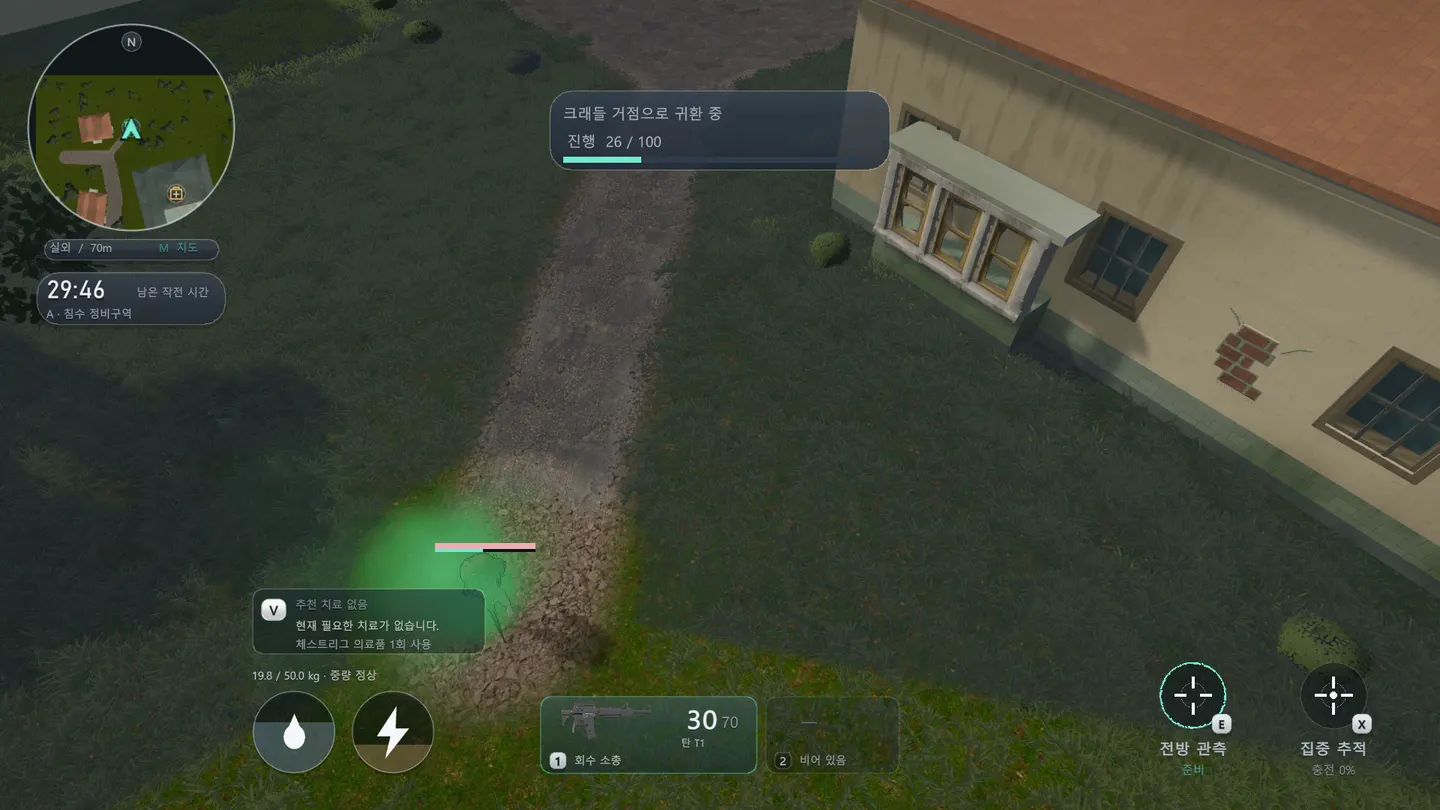 N
크래들 거점으로 귀환 중
진행 26 / 100
실외 / 70m M 지도
29:46 남은 작전 시간
A · 침수 정비구역
V 추천 치료 없음
현재 필요한 치료가 없습니다.
체스트리그 의료품 1회 사용
19.8 / 50.0 kg · 중량 정상
30 70
탄 T1
1 회수 소총
2 비어 있음
E
전방 관측
준비
X
집중 추적
충전 0%